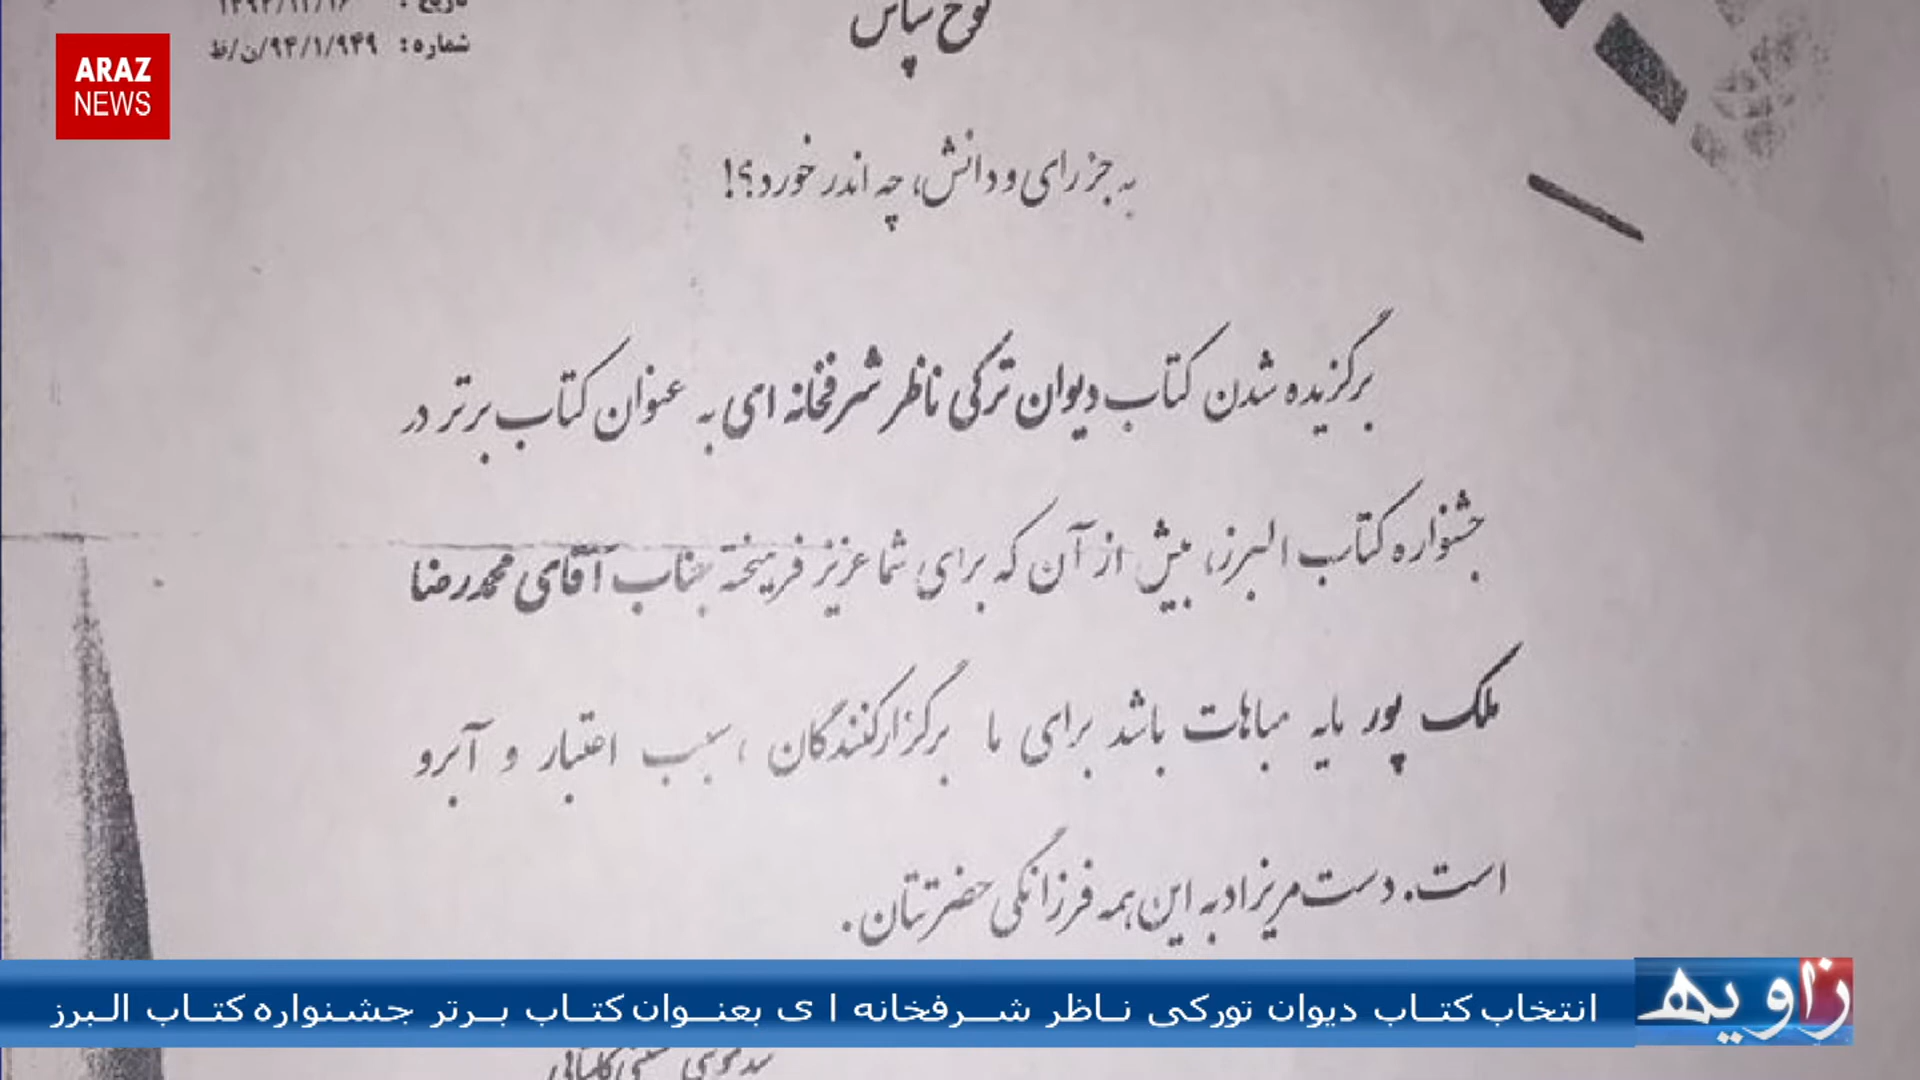 تاریخ :
شماره: ۹۴/۱/۹۴۹/ن/ظ
لوح سپاس
ARAZ
NEWS
به جز رای و دانش، چه اندر خورد؟!
برگزیده شدن کتاب دیوان ترکی ناظر شرفخانه ای به عنوان کتاب برتر در
جشنواره کتاب البرز، بیش از آن که برای شما عزیز فرهیخته جناب آقای محمدرضا
ملک پور مایه مباهات باشد برای ما برگزارکنندگان ، سبب اعتبار و آبرو
است. دست مریزاد به این همه فرزانگی حضرتتان.
انتخاب کتاب دیوان تورکی ناظر شرفخانه ا ی بعنوان کتاب برتر جشنواره کتاب البرز
زاویه